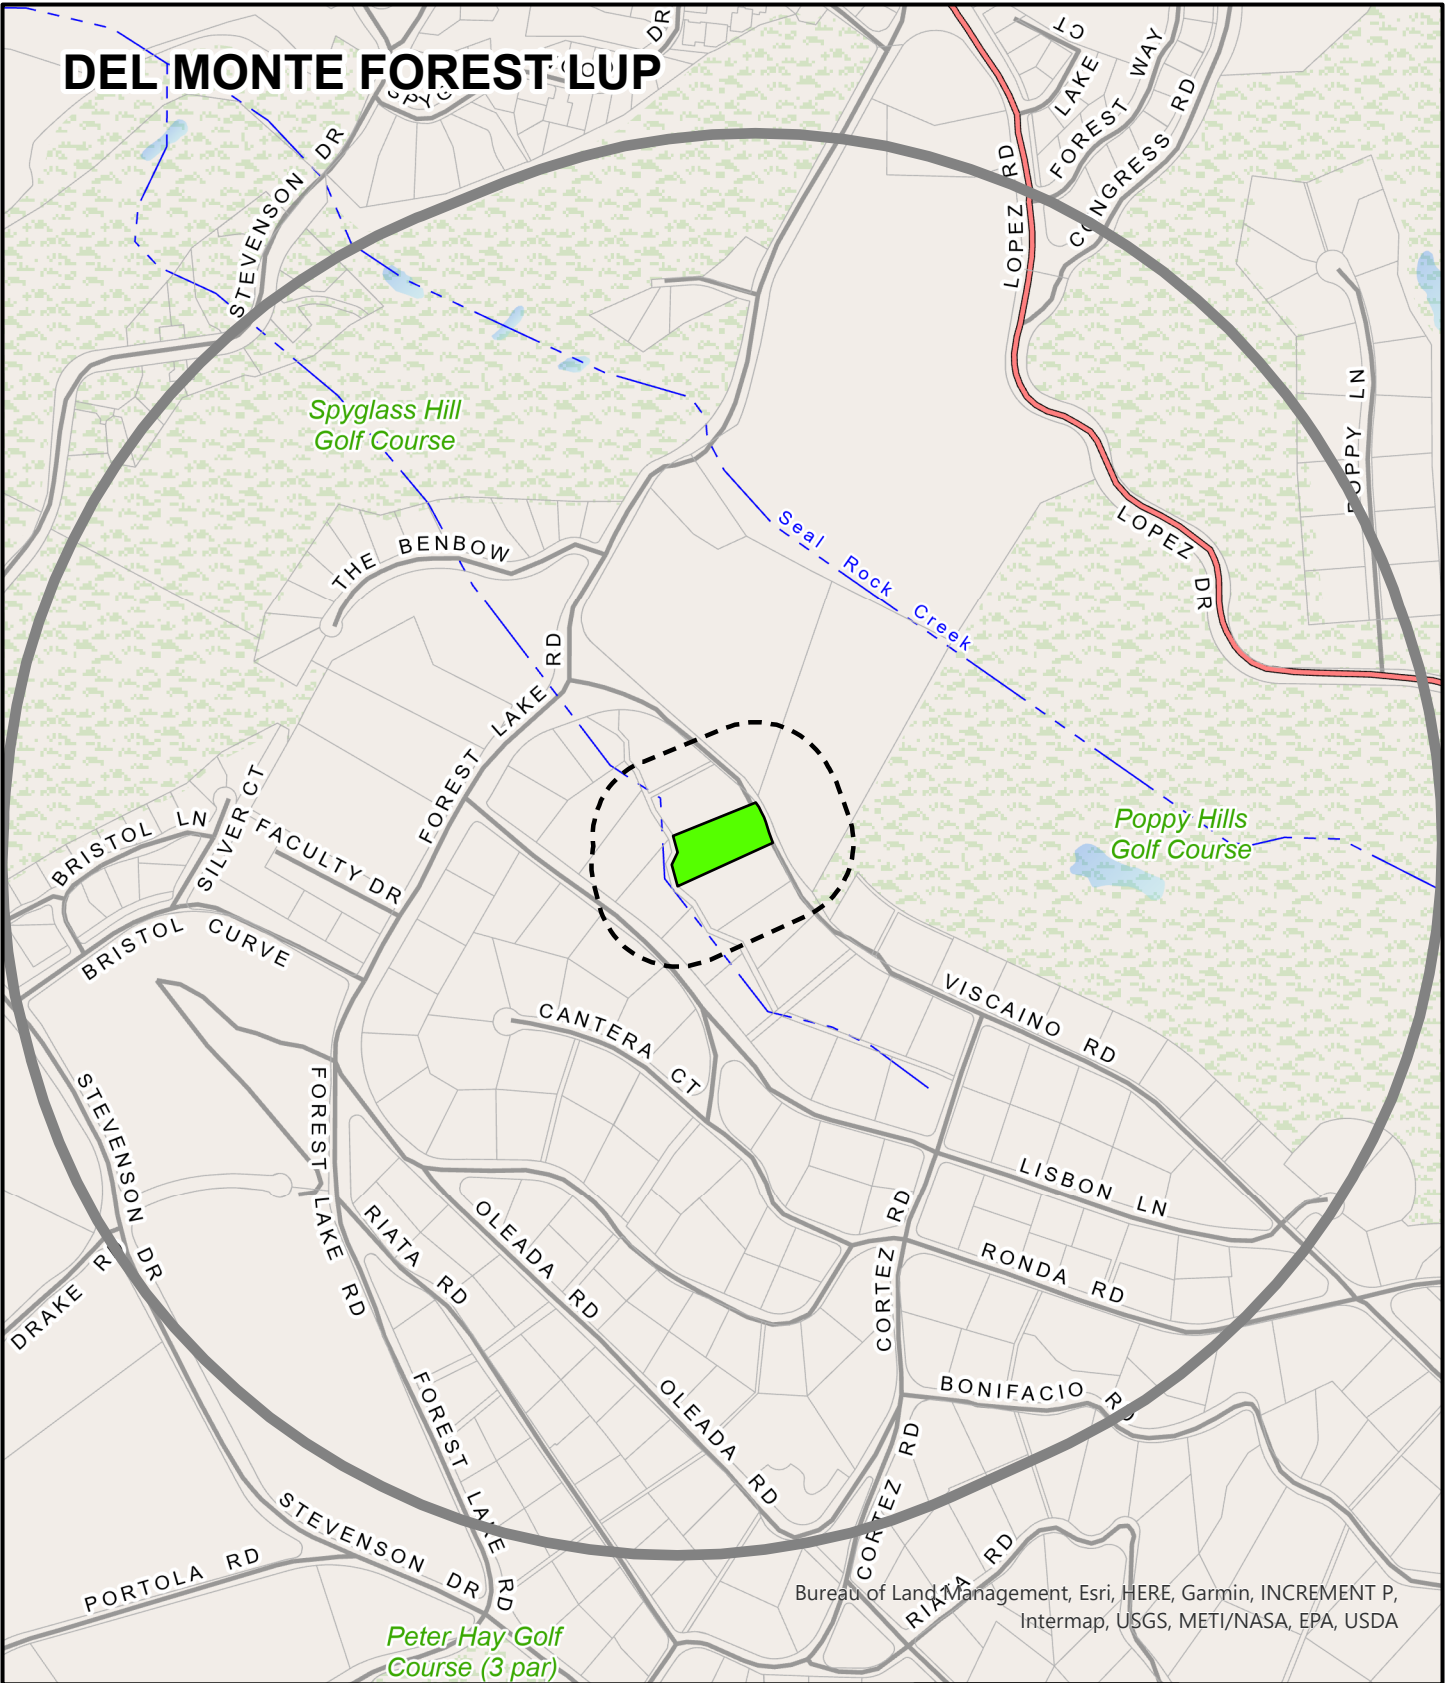 DEL MONTE FOREST LUP
DR
LAKE CT
FOREST WAY
CONGRESS RD
STEVENSON DR
LOPEZ RD
POPPY LN
Spyglass Hill
Golf Course
LOPEZ DR
Seal Rock Creek
THE BENBOW
FOREST LAKE RD
BRISTOL LN
SILVER CT
FACULTY DR
Poppy Hills
Golf Course
BRISTOL CURVE
VISCAINO RD
CANTERA CT
STEVENSON DR
FOREST LAKE RD
LISBON LN
RIATA RD
OLEADA RD
CORTEZ RD
RONDA RD
DRAKE
BONIFACIO RD
FOREST LAKE RD
OLEADA RD
CORTEZ RD
STEVENSON DR
PORTOLA RD
RIATA RD
Bureau of Land Management, Esri, HERE, Garmin, INCREMENT P,
Intermap, USGS, METI/NASA, EPA, USDA
Peter Hay Golf
Course (3 par)